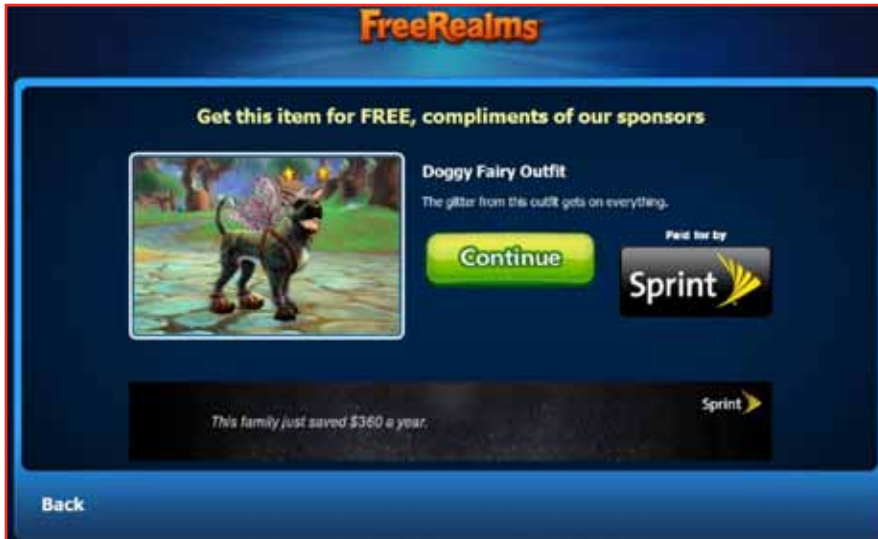 FreeRealms
Get this item for FREE, compliments of our sponsors
Doggy Fairy Outfit
The glitter from this outfit gets on everything.
Continue
Paid for by
Sprint
Sprint
This family just saved $360 a year.
Back